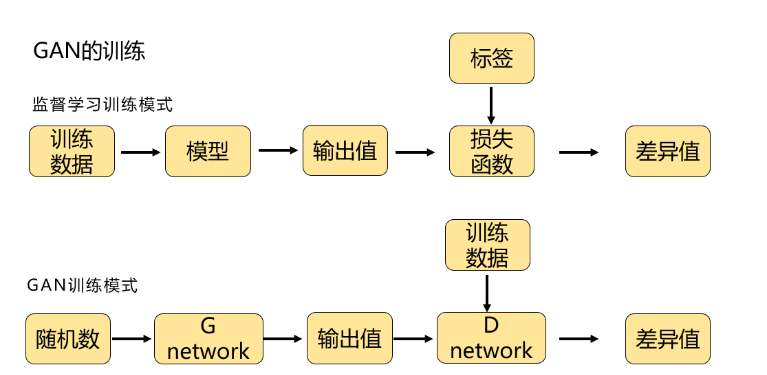 GAN的训练
标签
监督学习训练模式
训练
数据
模型
输出值
损失
函数
差异值
训练
数据
GAN训练模式
随机数
G
network
输出值
D
network
差异值